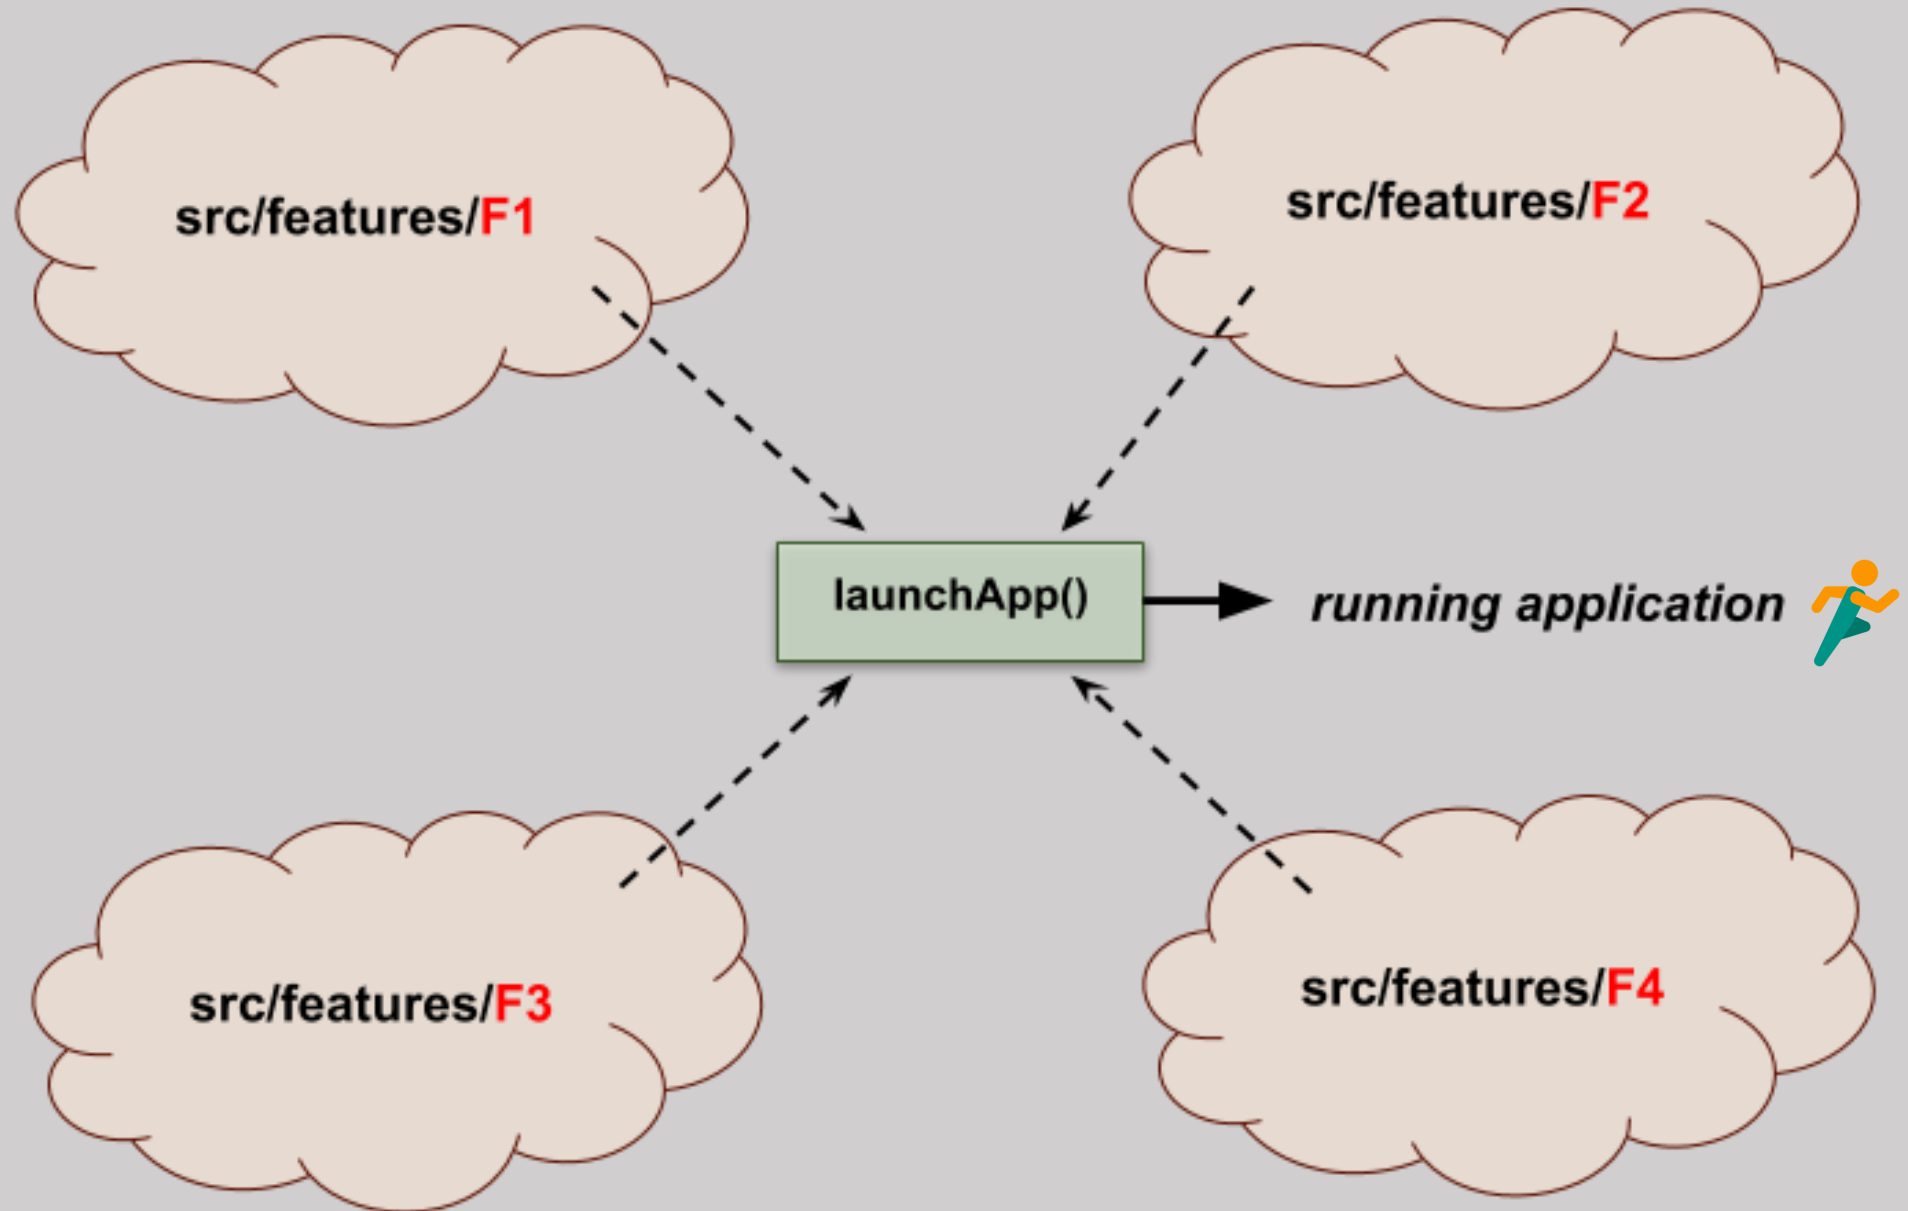 src/features/F1
src/features/F2
launchApp()
running application
src/features/F3
src/features/F4